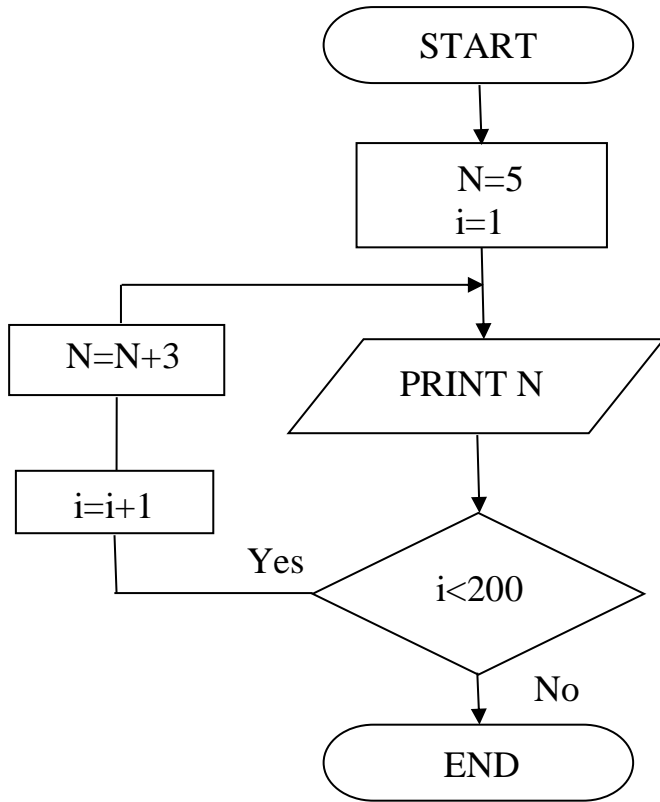 START
N=5
i=1
N=N+3
PRINT N
i=i+1
Yes
i<200
No
END